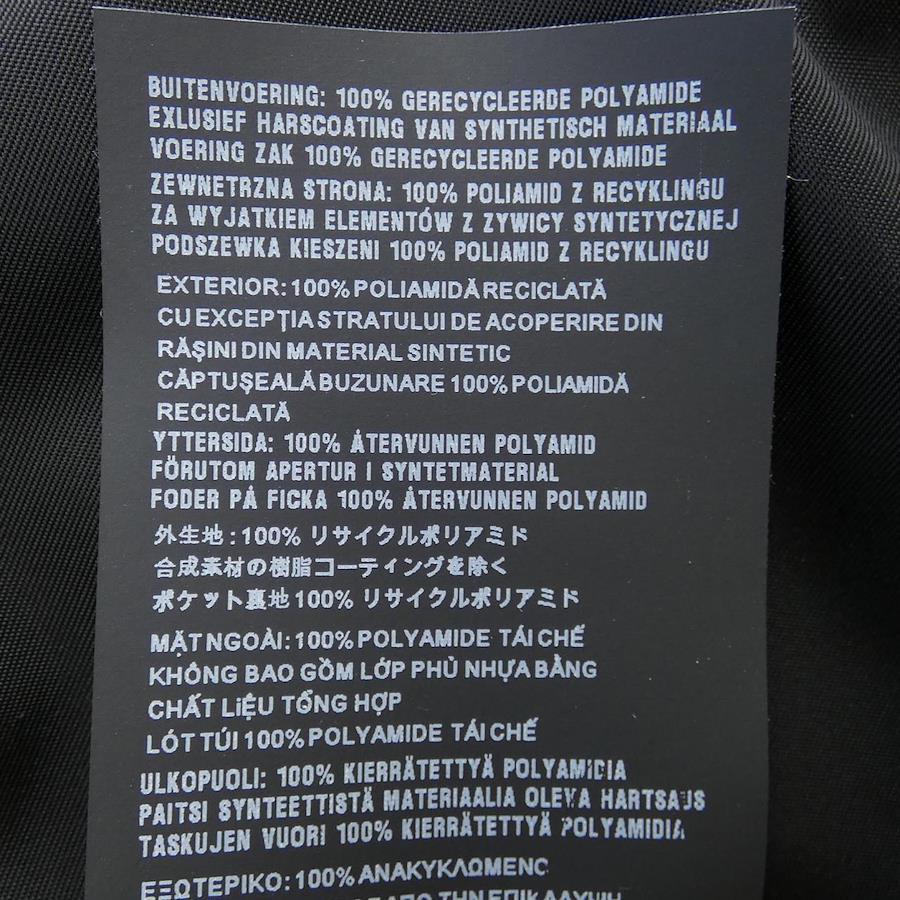 BUITENVOERING: 100% GERECYCLEERDE POLYAMIDE
EXLUSIEF HARSCOATING VAN SYNTHETISCH MATERIAAL
VOERING ZAK 100% GERECYCLEERDE POLYAMIDE
ZEWNETRZNA STRONA: 100% POLIAMID Z RECYKLINGU
ZA WYJATKIEM ELEMENTÓW Z ZYWICY SYNTETYCZNEJ
PODSZEWKA KIESZENI 100% POLIAMID Z RECYKLINGU
EXTERIOR: 100% POLIAMIDĂ RECICLATĂ
CU EXCEPȚIA STRATULUI DE ACOPERIRE DIN
RĂȘINI DIN MATERIAL SINTETIC
CĂPTUȘEALĂ BUZUNARE 100% POLIAMIDĂ
RECICLATĂ
YTTERSIDA: 100% ÅTERVUNNEN POLYAMID
FÖRUTOM APERTUR I SYNTETMATERIAL
FODER PÅ FICKA 100% ÅTERVUNNEN POLYAMID
外生地: 100% リサイクルポリアミド
合成素材の樹脂コーティングを除く
ポケット裏地 100% リサイクルポリアミド
MẶT NGOÀI: 100% POLYAMIDE TÁI CHẾ
KHÔNG BAO GỒM LỚP PHỦ NHỰA BẰNG
CHẤT LIỆU TỔNG HỢP
LÓT TÚI 100% POLYAMIDE TÁI CHẾ
ULKOPUOLI: 100% KIERRÄTETTYÄ POLYAMIDIA
PAITSI SYNTEETTISTÄ MATERIAALIA OLEVA HARTSAUS
TASKUJEN VUORI 100% KIERRÄTETTYÄ POLYAMIDIA
ΕΞΩΤΕΡΙΚΟ: 100% ΑΝΑΚΥΚΛΩΜΕΝΟ
ΑΠΟ ΤΗΝ ΕΠΙΚΑΛΥΨΗ